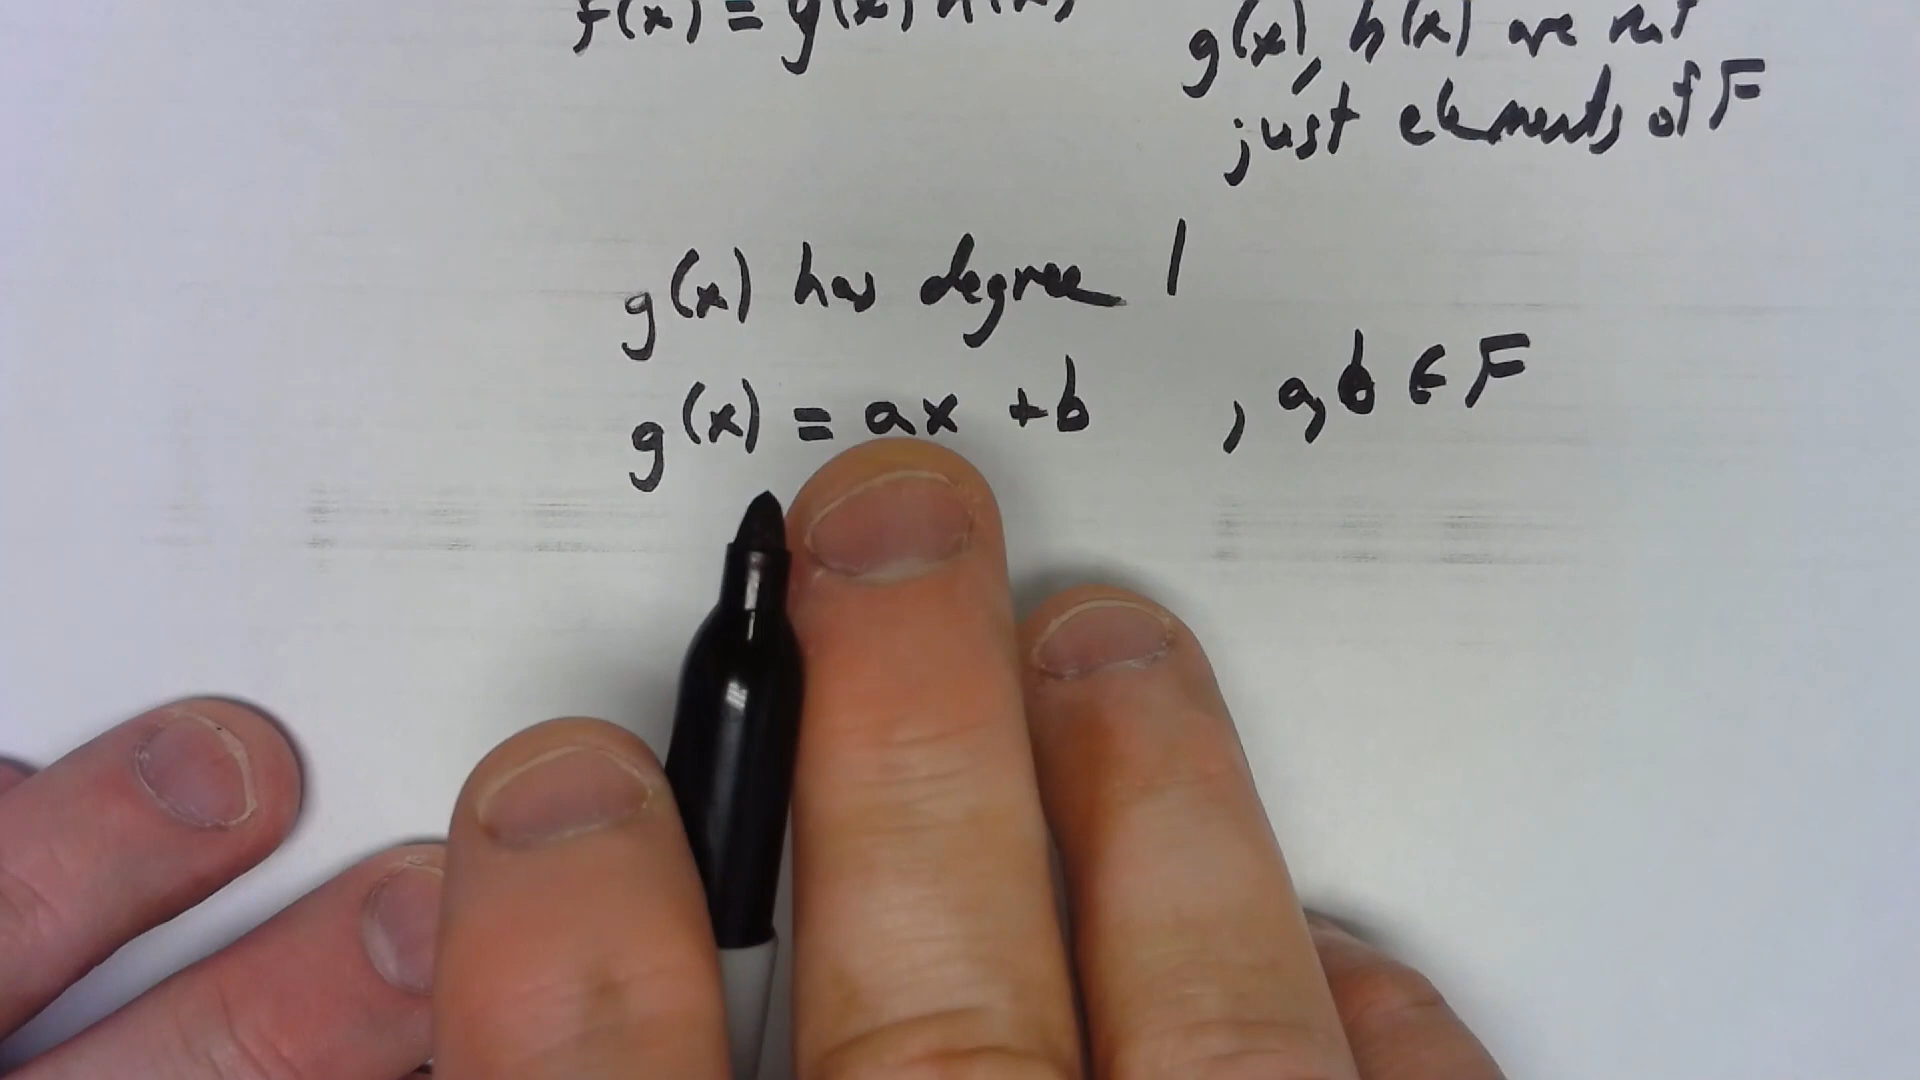 f(x) = g(x) h(x)
g(x), h(x) are not
just elements of F
g(x) has degree 1
g(x) = ax + b , a, b ∈ F